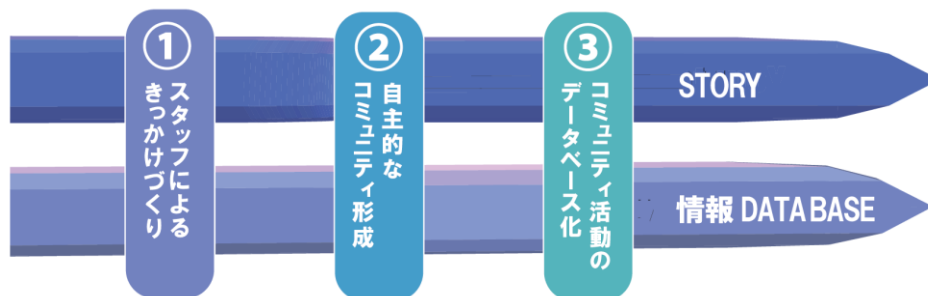 ①
スタッフによる
きっかけづくり
②
自主的な
コミュニティ形成
③
コミュニティ活動の
データベース化
STORY
情報 DATABASE